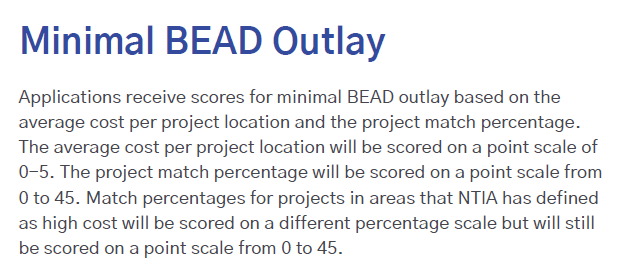 Minimal BEAD Outlay
Applications receive scores for minimal BEAD outlay based on the
average cost per project location and the project match percentage.
The average cost per project location will be scored on a point scale of
0–5. The project match percentage will be scored on a point scale from
0 to 45. Match percentages for projects in areas that NTIA has defined
as high cost will be scored on a different percentage scale but will still
be scored on a point scale from 0 to 45.